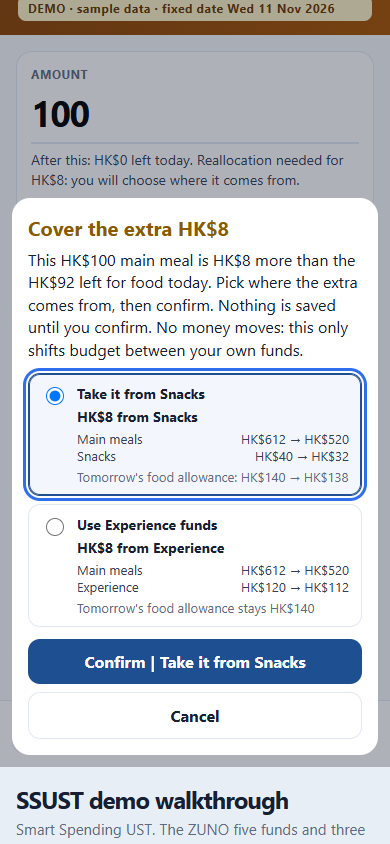 DEMO · sample data · fixed date Wed 11 Nov 2026
AMOUNT
100
After this: HK$0 left today. Reallocation needed for
HK$8: you will choose where it comes from.
Cover the extra HK$8
This HK$100 main meal is HK$8 more than the
HK$92 left for food today. Pick where the extra
comes from, then confirm. Nothing is saved
until you confirm. No money moves: this only
shifts budget between your own funds.
Take it from Snacks
HK$8 from Snacks
Main meals HK$612 → HK$520
Snacks HK$40 → HK$32
Tomorrow's food allowance: HK$140 → HK$138
Use Experience funds
HK$8 from Experience
Main meals HK$612 → HK$520
Experience HK$120 → HK$112
Tomorrow's food allowance stays HK$140
Confirm | Take it from Snacks
Cancel
SSUST demo walkthrough
Smart Spending UST. The ZUNO five funds and three